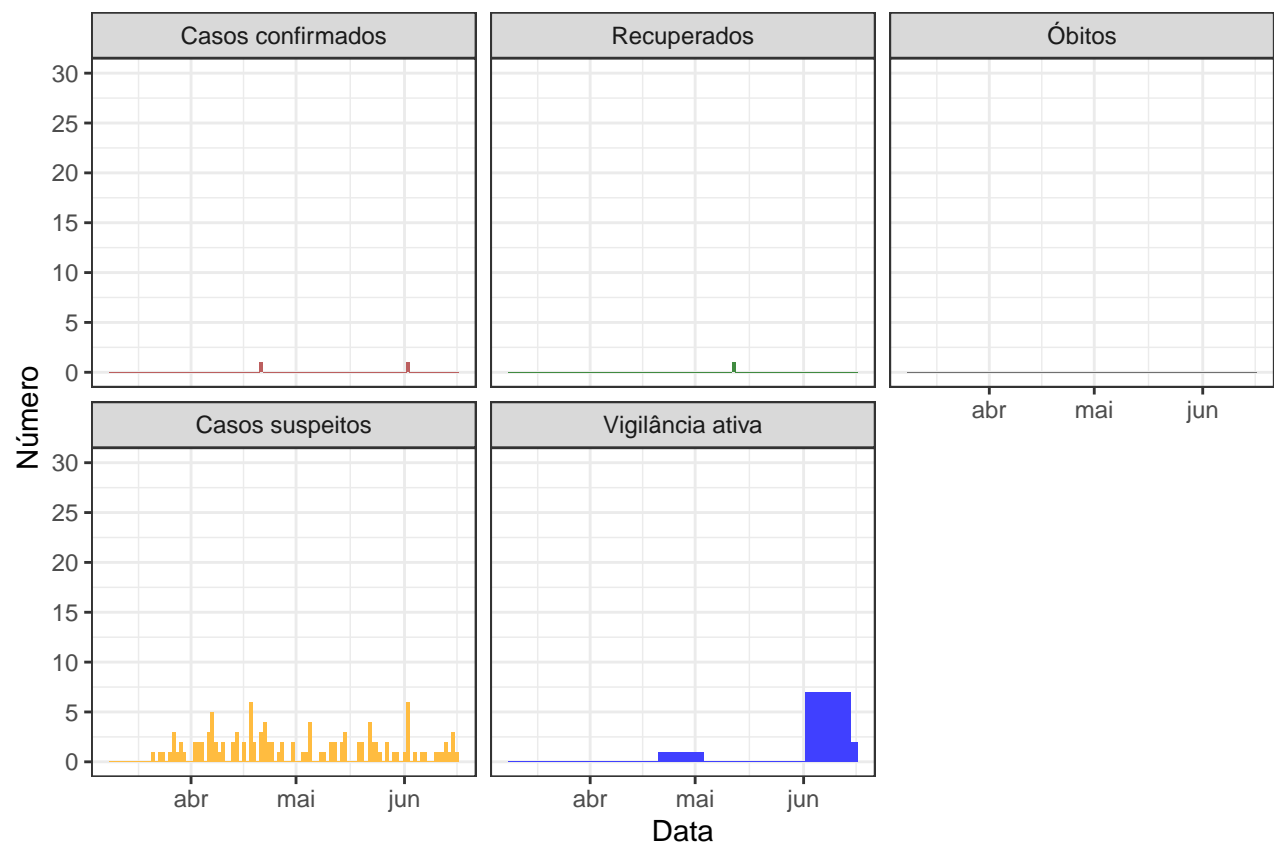 Casos confirmados
Recuperados
Óbitos
30
25
20
15
10
5
0
abr mai jun
Casos suspeitos
Vigilância ativa
30
25
20
15
10
5
0
abr mai jun
abr mai jun
Número
Data